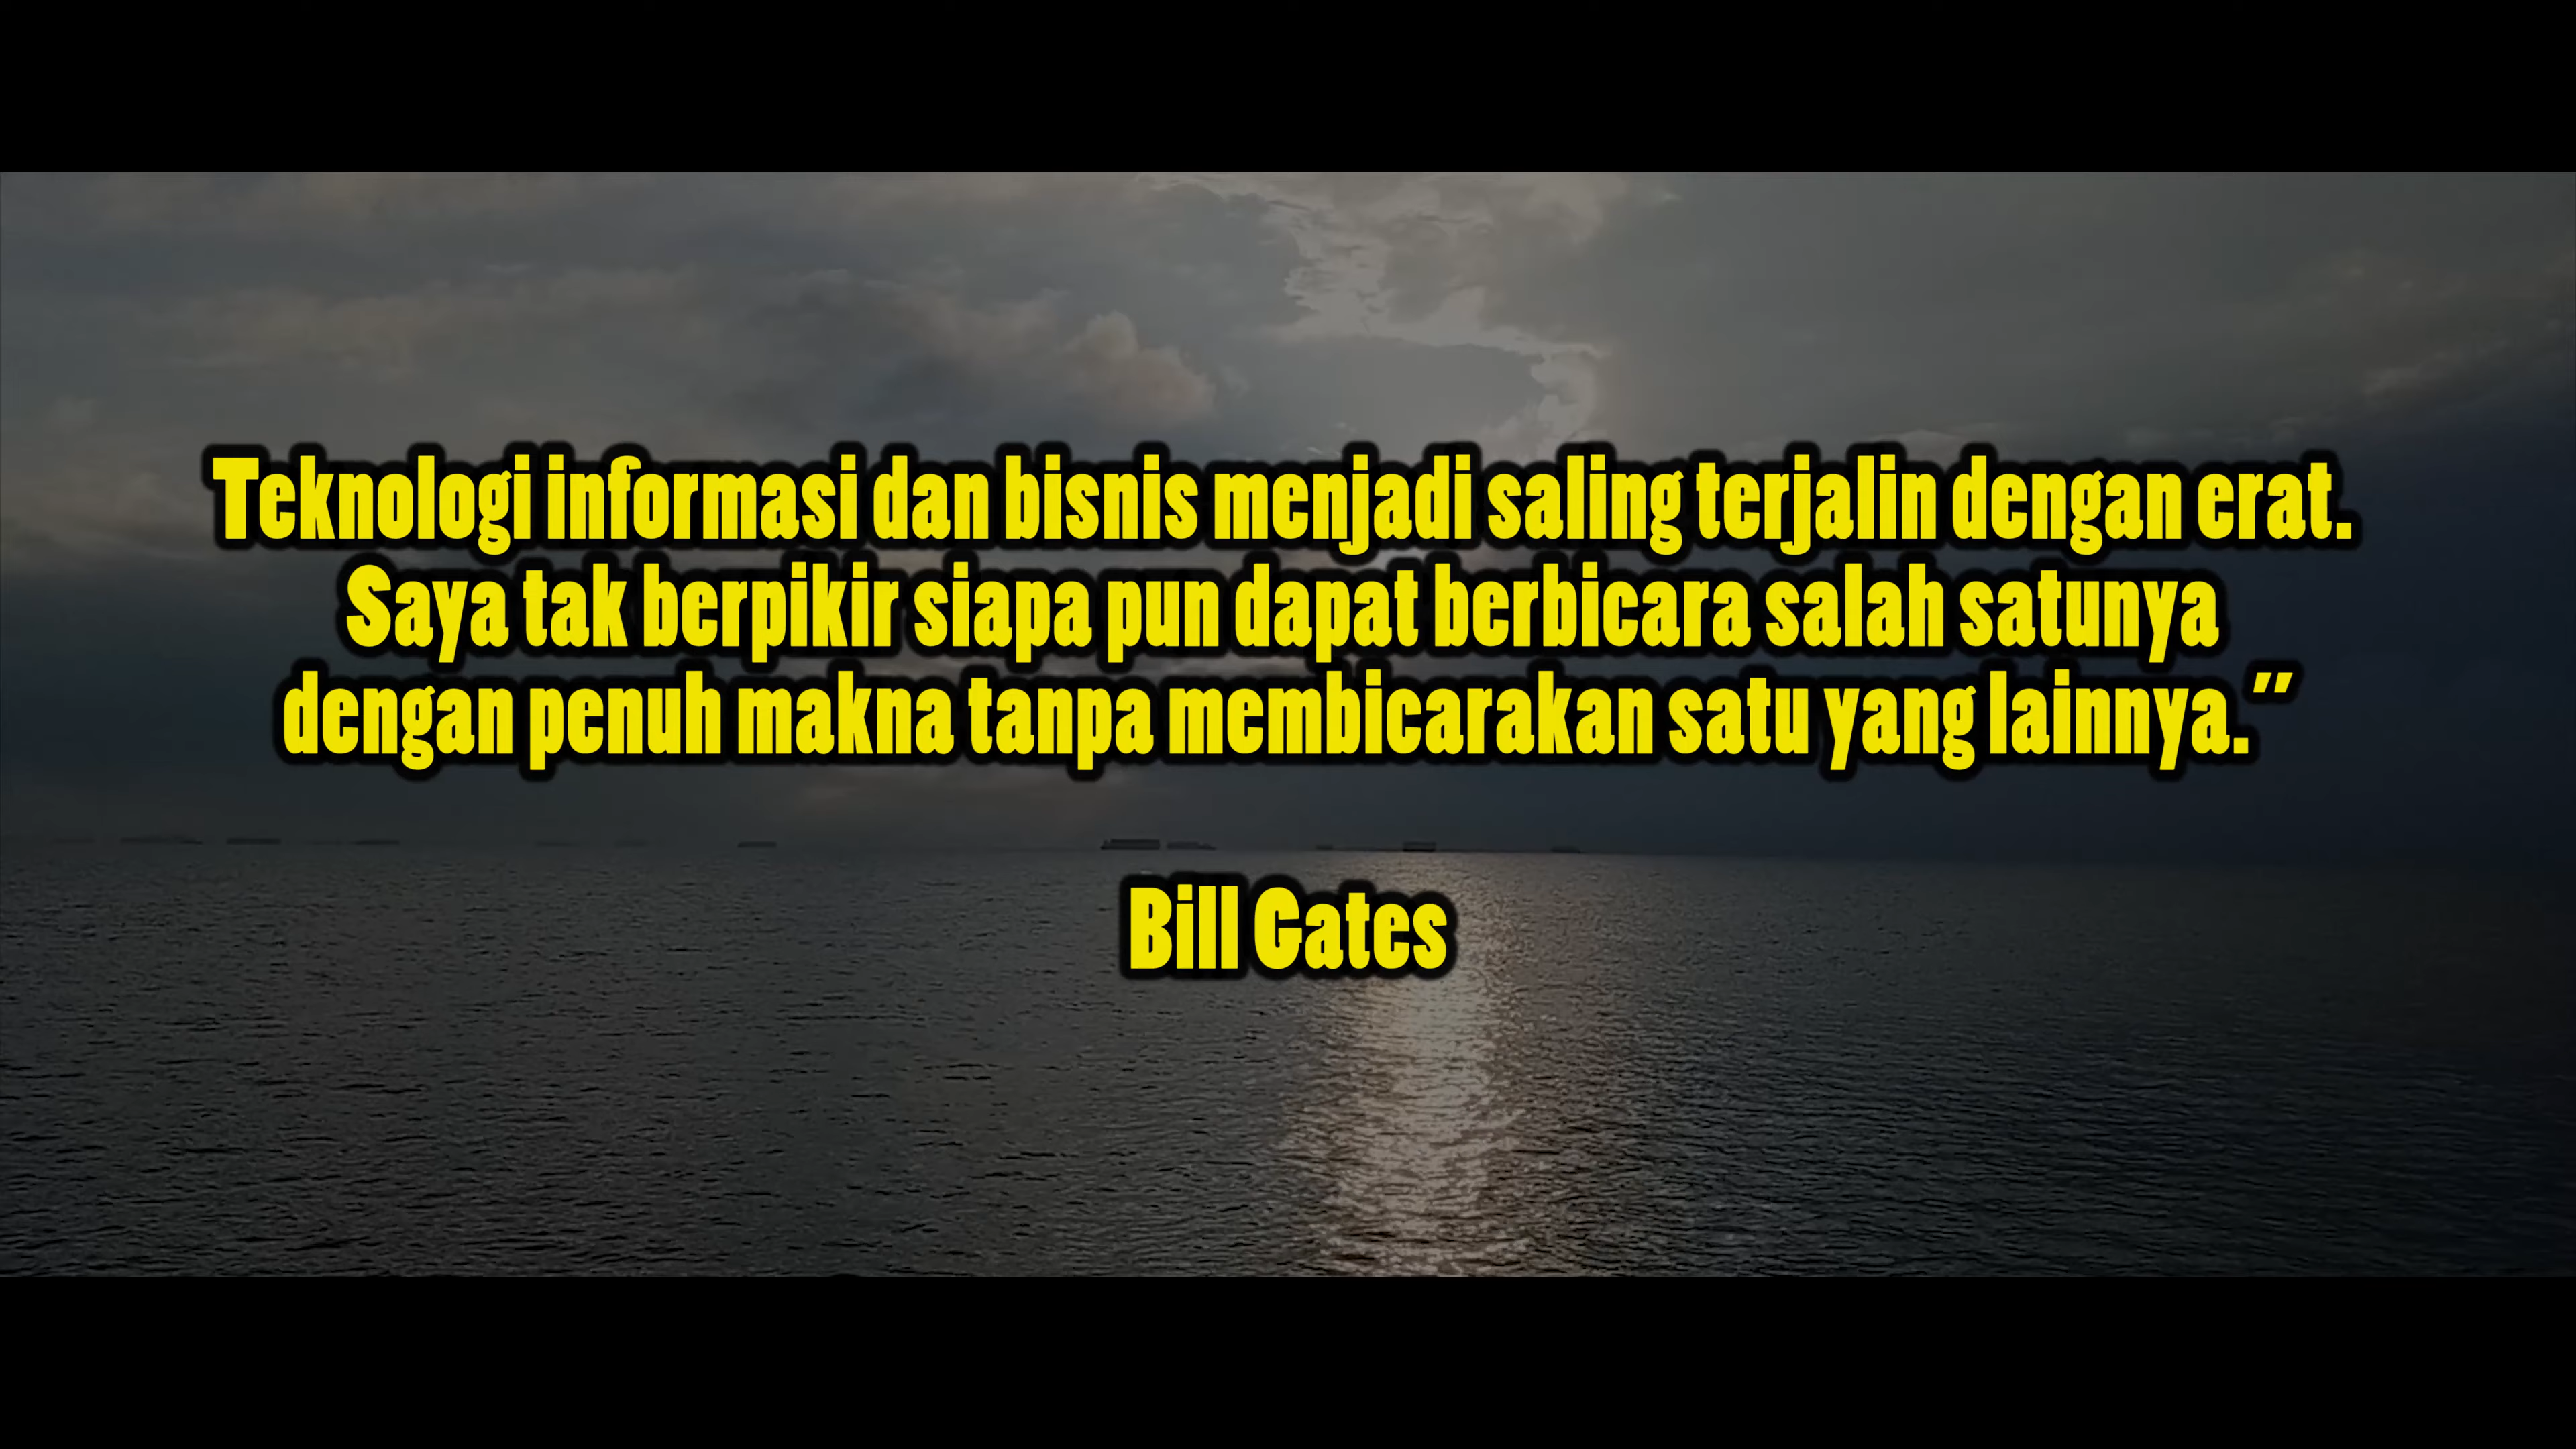 Teknologi informasi dan bisnis menjadi saling terjalin dengan erat.
Saya tak berpikir siapa pun dapat berbicara salah satunya
dengan penuh makna tanpa membicarakan satu yang lainnya.”
Bill Gates